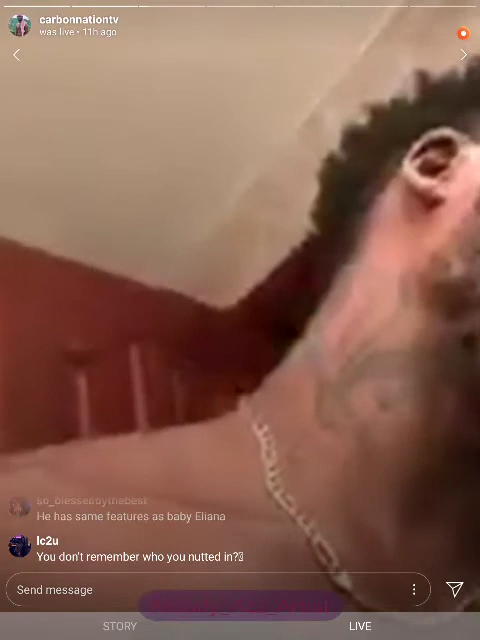 carbonnationtv
was live • 11h ago
so_blessedbythebest
He has same features as baby Eliana
lc2u
You don't remember who you nutted in?
Send message
STORY
LIVE